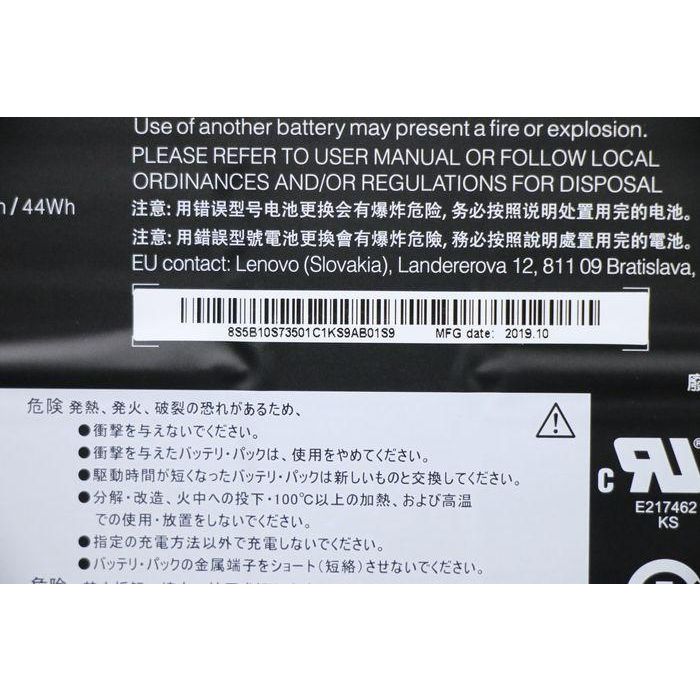 Use of another battery may present a fire or explosion.
PLEASE REFER TO USER MANUAL OR FOLLOW LOCAL
ORDINANCES AND/OR REGULATIONS FOR DISPOSAL
/ 44Wh
注意: 用错误型号电池更换会有爆炸危险, 务必按照说明处置用完的电池。
注意: 用錯誤型號電池更換會有爆炸危險, 務必按照說明處置用完的電池。
EU contact: Lenovo (Slovakia), Landererova 12, 811 09 Bratislava,
8S5B10S73501C1KS9AB01S9 MFG date: 2019.10
危険 発熱、発火、破裂の恐れがあるため、
●衝撃を与えないでください。
●衝撃を与えたバッテリ・パックは、使用をやめてください。
●駆動時間が短くなったバッテリ・パックは新しいものと交換してください。
●分解・改造、火中への投下・100℃以上の加熱、および高温
での使用・放置をしないでください。
●指定の充電方法以外で充電しないでください。
●バッテリ・パックの金属端子をショート(短絡)させないでください。
危険
c RU
E217462
KS